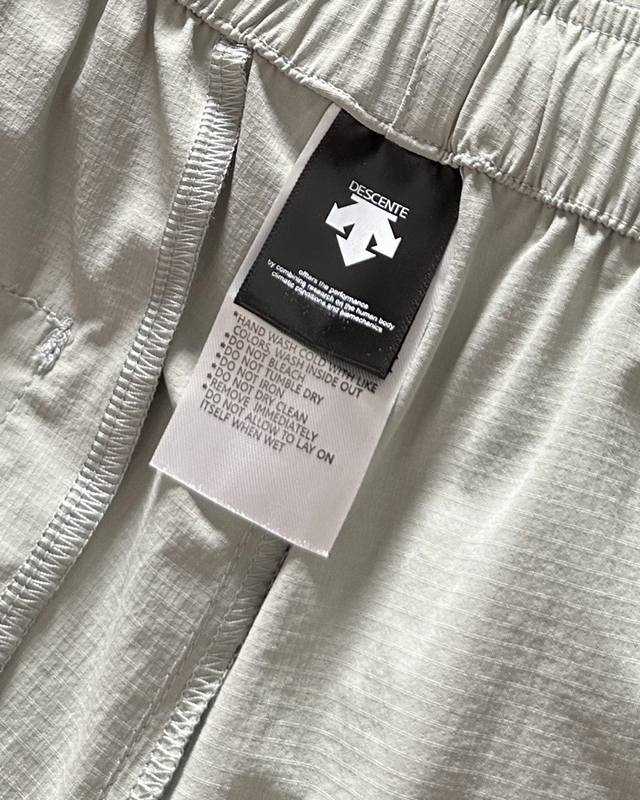 DESCENTE
offers the performance
by combining research on the human body
climatic conditions and biomechanics
*HAND WASH COLD WITH LIKE
COLORS, WASH INSIDE OUT
*DO NOT BLEACH
*DO NOT TUMBLE DRY
*DO NOT IRON
*DO NOT DRY CLEAN
*REMOVE IMMEDIATELY
DO NOT ALLOW TO LAY ON
ITSELF WHEN WET